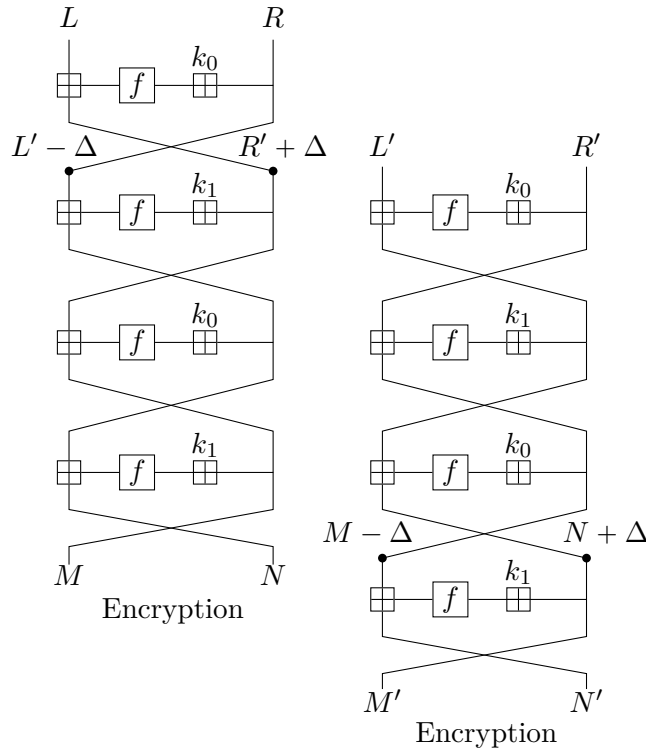 L R
k₀
f
L′ − Δ R′ + Δ
k₁
f
k₀
f
k₁
f
M N
Encryption
L′ R′
k₀
f
k₁
f
k₀
f
M − Δ N + Δ
k₁
f
M′ N′
Encryption